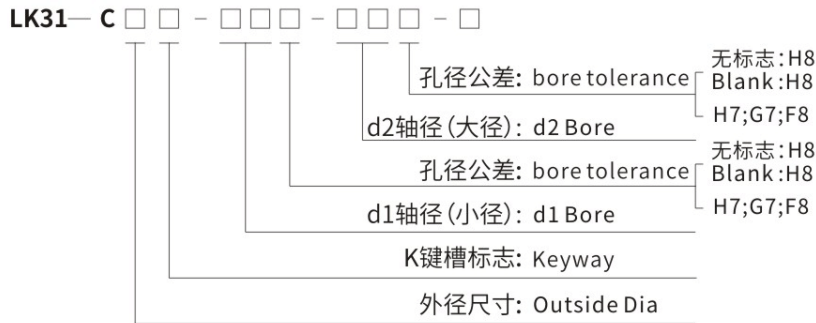 LK31— C□□-□□□-□□□-□
无标志:H8
孔径公差: bore tolerance
Blank:H8
H7;G7;F8
d2轴径(大径): d2 Bore
无标志:H8
孔径公差: bore tolerance
Blank:H8
H7;G7;F8
d1轴径(小径): d1 Bore
K键槽标志: Keyway
外径尺寸: Outside Dia